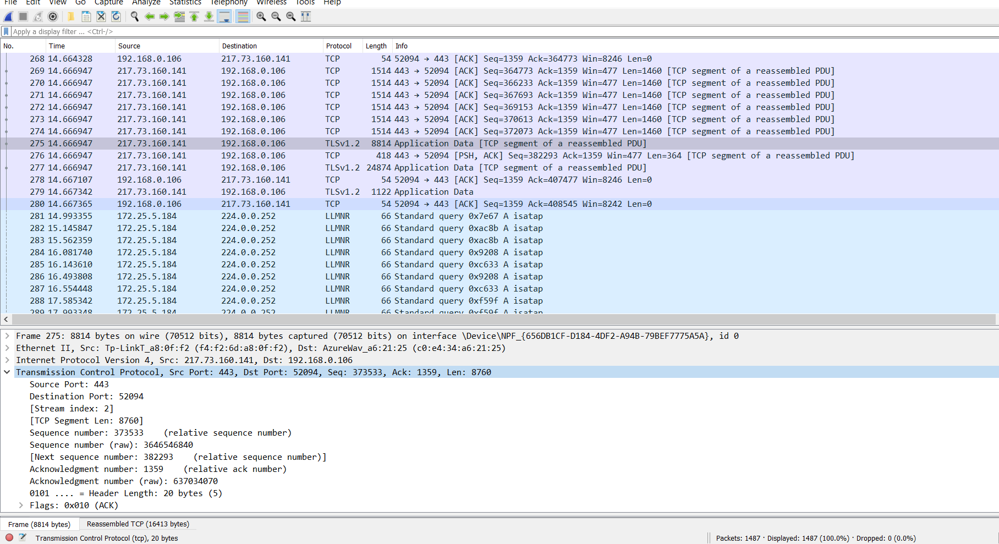 File Edit View Go Capture Analyze Statistics Telephony Wireless Tools Help
Apply a display filter ... <Ctrl-/>
No. Time Source Destination Protocol Length Info
268 14.664328 192.168.0.106 217.73.160.141 TCP 54 52094 → 443 [ACK] Seq=1359 Ack=364773 Win=8246 Len=0
269 14.666947 217.73.160.141 192.168.0.106 TCP 1514 443 → 52094 [ACK] Seq=364773 Ack=1359 Win=477 Len=1460 [TCP segment of a reassembled PDU]
270 14.666947 217.73.160.141 192.168.0.106 TCP 1514 443 → 52094 [ACK] Seq=366233 Ack=1359 Win=477 Len=1460 [TCP segment of a reassembled PDU]
271 14.666947 217.73.160.141 192.168.0.106 TCP 1514 443 → 52094 [ACK] Seq=367693 Ack=1359 Win=477 Len=1460 [TCP segment of a reassembled PDU]
272 14.666947 217.73.160.141 192.168.0.106 TCP 1514 443 → 52094 [ACK] Seq=369153 Ack=1359 Win=477 Len=1460 [TCP segment of a reassembled PDU]
273 14.666947 217.73.160.141 192.168.0.106 TCP 1514 443 → 52094 [ACK] Seq=370613 Ack=1359 Win=477 Len=1460 [TCP segment of a reassembled PDU]
274 14.666947 217.73.160.141 192.168.0.106 TCP 1514 443 → 52094 [ACK] Seq=372073 Ack=1359 Win=477 Len=1460 [TCP segment of a reassembled PDU]
275 14.666947 217.73.160.141 192.168.0.106 TLSv1.2 8814 Application Data [TCP segment of a reassembled PDU]
276 14.666947 217.73.160.141 192.168.0.106 TCP 418 443 → 52094 [PSH, ACK] Seq=382293 Ack=1359 Win=477 Len=364 [TCP segment of a reassembled PDU]
277 14.666947 217.73.160.141 192.168.0.106 TLSv1.2 24874 Application Data [TCP segment of a reassembled PDU]
278 14.667107 192.168.0.106 217.73.160.141 TCP 54 52094 → 443 [ACK] Seq=1359 Ack=407477 Win=8246 Len=0
279 14.667342 217.73.160.141 192.168.0.106 TLSv1.2 1122 Application Data
280 14.667365 192.168.0.106 217.73.160.141 TCP 54 52094 → 443 [ACK] Seq=1359 Ack=408545 Win=8242 Len=0
281 14.993355 172.25.5.184 224.0.0.252 LLMNR 66 Standard query 0x7e67 A isatap
282 15.145847 172.25.5.184 224.0.0.252 LLMNR 66 Standard query 0xac8b A isatap
283 15.562359 172.25.5.184 224.0.0.252 LLMNR 66 Standard query 0xac8b A isatap
284 16.081740 172.25.5.184 224.0.0.252 LLMNR 66 Standard query 0x9208 A isatap
285 16.143610 172.25.5.184 224.0.0.252 LLMNR 66 Standard query 0xc633 A isatap
286 16.493808 172.25.5.184 224.0.0.252 LLMNR 66 Standard query 0x9208 A isatap
287 16.554448 172.25.5.184 224.0.0.252 LLMNR 66 Standard query 0xc633 A isatap
288 17.585342 172.25.5.184 224.0.0.252 LLMNR 66 Standard query 0xf59f A isatap
289 17.993348 172.25.5.184 224.0.0.252 LLMNR 66 Standard query 0xf59f A isatap
Frame 275: 8814 bytes on wire (70512 bits), 8814 bytes captured (70512 bits) on interface \Device\NPF_{656DB1CF-D184-4DF2-A94B-79BEF7775A5A}, id 0
Ethernet II, Src: Tp-LinkT_a8:0f:f2 (f4:f2:6d:a8:0f:f2), Dst: AzureWav_a6:21:25 (c0:e4:34:a6:21:25)
Internet Protocol Version 4, Src: 217.73.160.141, Dst: 192.168.0.106
Transmission Control Protocol, Src Port: 443, Dst Port: 52094, Seq: 373533, Ack: 1359, Len: 8760
Source Port: 443
Destination Port: 52094
[Stream index: 2]
[TCP Segment Len: 8760]
Sequence number: 373533 (relative sequence number)
Sequence number (raw): 3646546840
[Next sequence number: 382293 (relative sequence number)]
Acknowledgment number: 1359 (relative ack number)
Acknowledgment number (raw): 637034070
0101 .... = Header Length: 20 bytes (5)
Flags: 0x010 (ACK)
Frame (8814 bytes) Reassembled TCP (16413 bytes)
Transmission Control Protocol (tcp), 20 bytes Packets: 1487 · Displayed: 1487 (100.0%) · Dropped: 0 (0.0%)